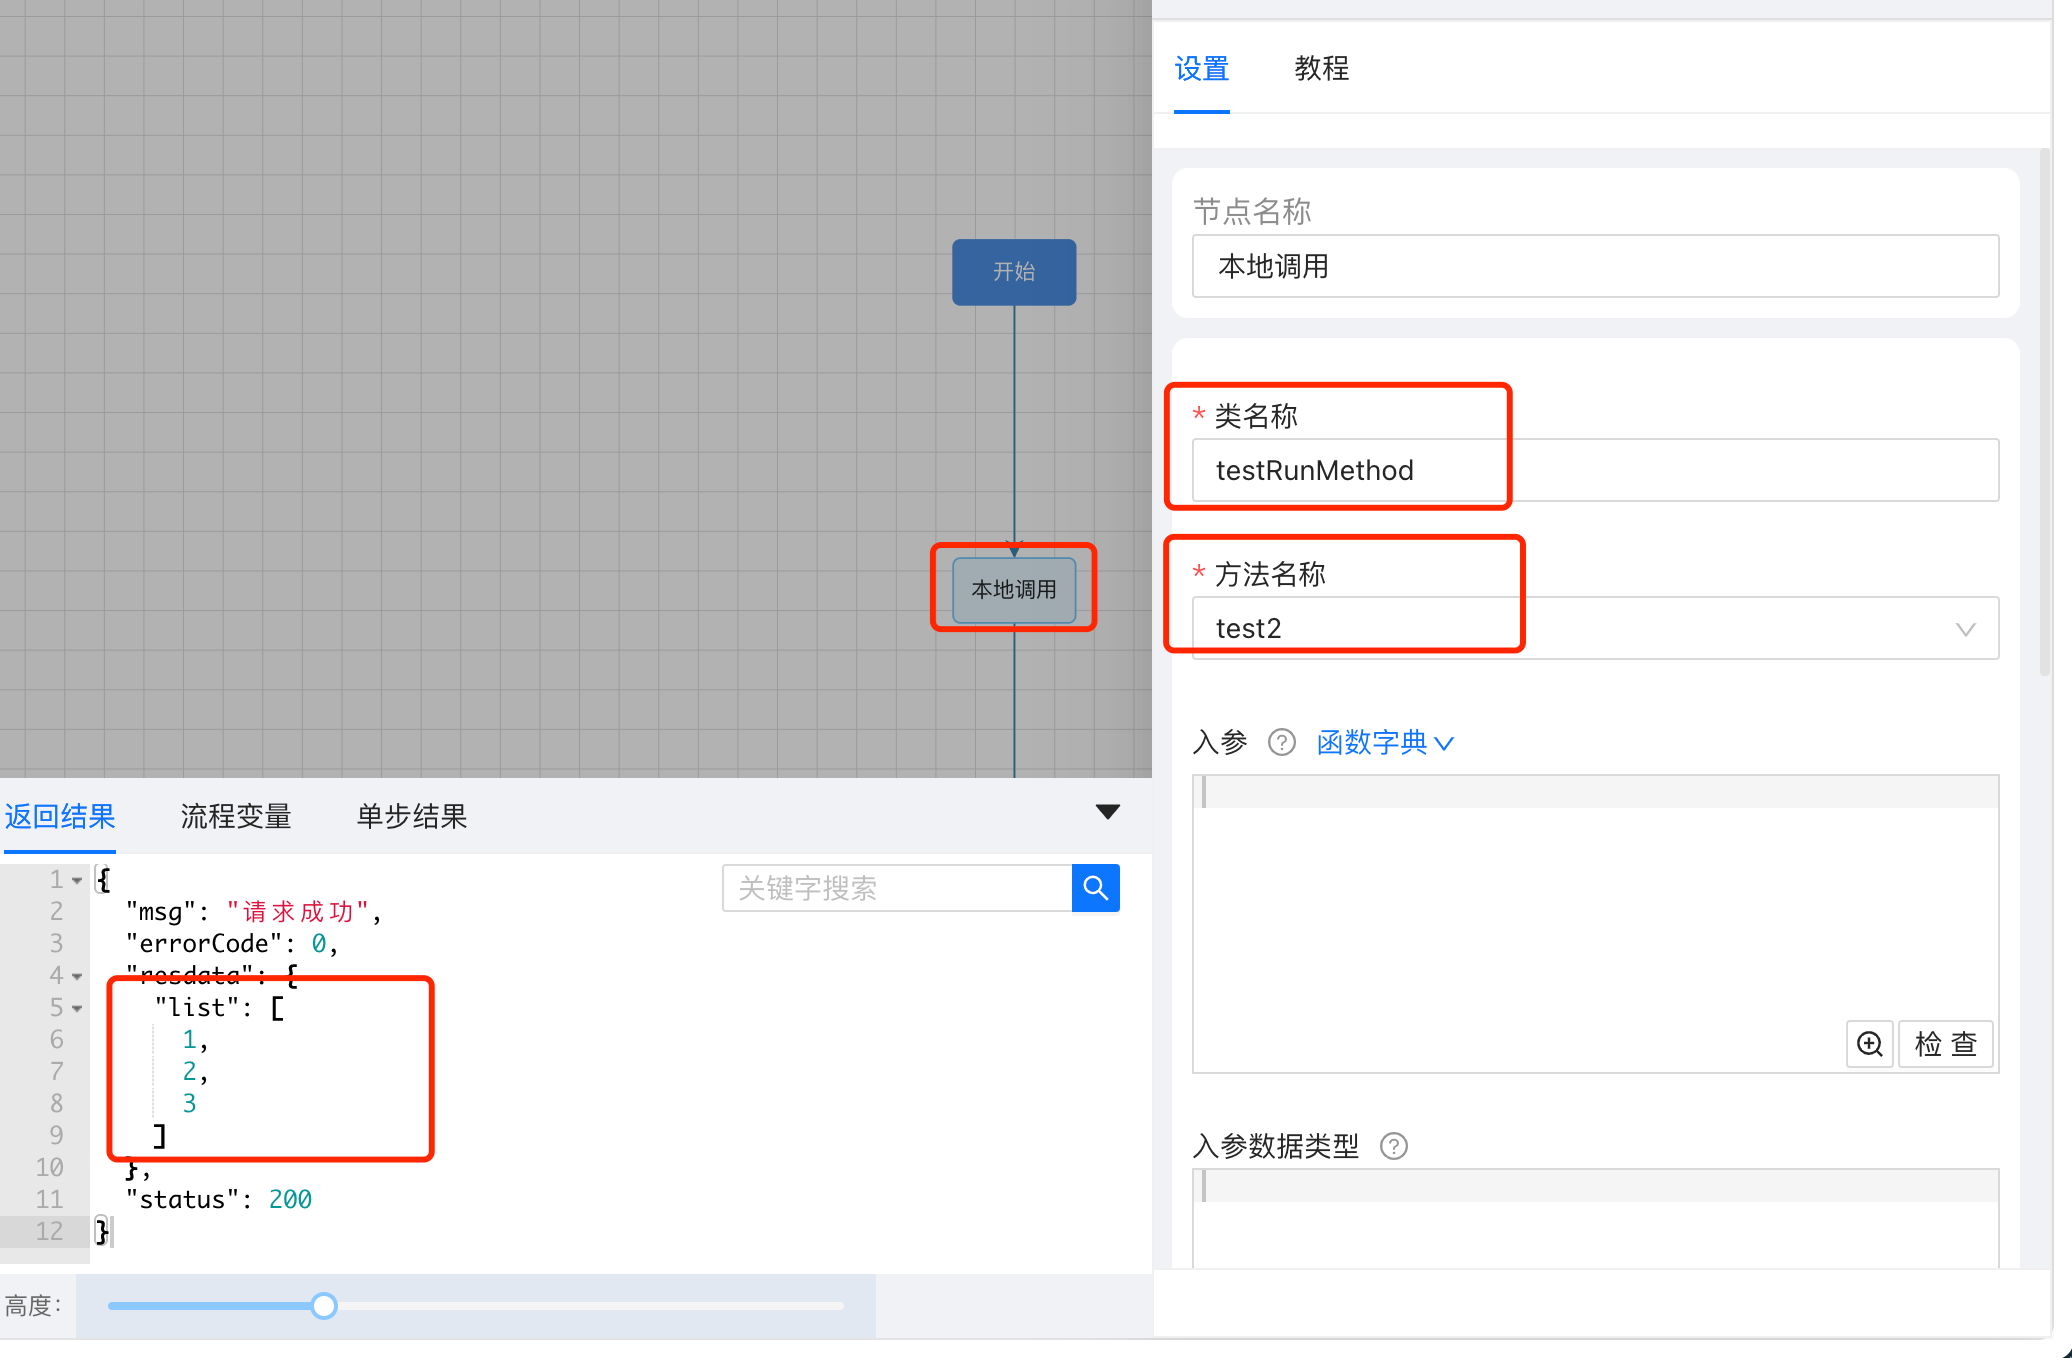 开始
本地调用
返回结果 流程变量 单步结果
关键字搜索
1 {
2 "msg": "请求成功",
3 "errorCode": 0,
4 "resdata": {
5 "list": [
6 1,
7 2,
8 3
9 ]
10 },
11 "status": 200
12 }
高度:
设置 教程
节点名称
本地调用
* 类名称
testRunMethod
* 方法名称
test2
入参 ? 函数字典
检 查
入参数据类型 ?